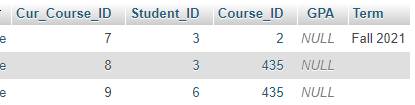 Cur_Course_ID Student_ID Course_ID GPA Term
e 7 3 2 NULL Fall 2021
e 8 3 435 NULL
e 9 6 435 NULL